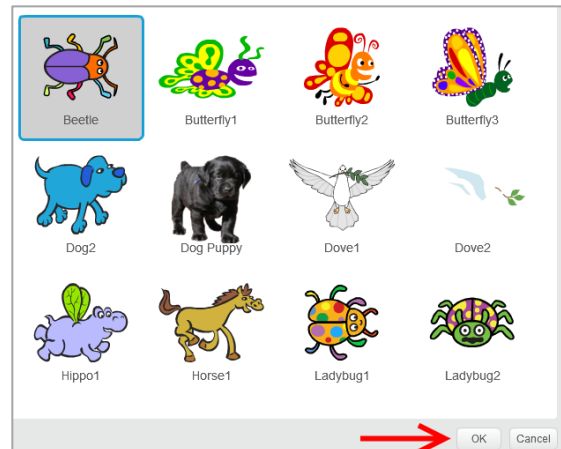 Beetle Butterfly1 Butterfly2 Butterfly3
Dog2 Dog Puppy Dove1 Dove2
Hippo1 Horse1 Ladybug1 Ladybug2
OK Cancel